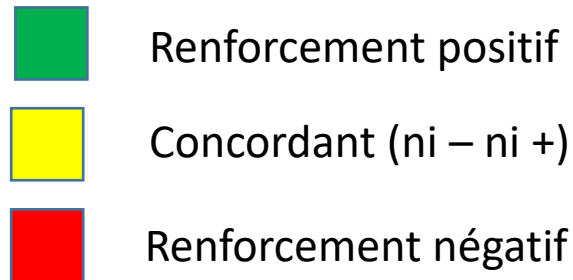 Renforcement positif
Concordant (ni – ni +)
Renforcement négatif